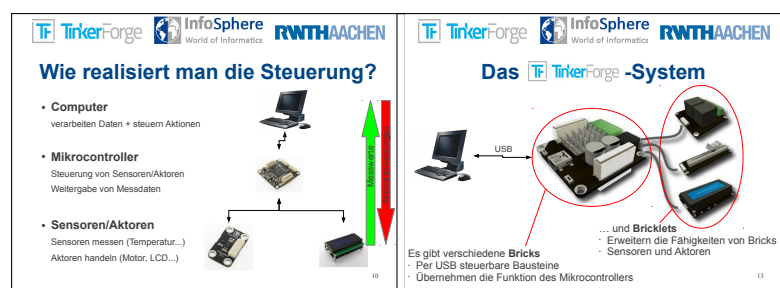 TF TinkerForge InfoSphere World of Informatics RWTHAACHEN
Wie realisiert man die Steuerung?
• Computer
verarbeiten Daten + steuern Aktionen
• Mikrocontroller
Steuerung von Sensoren/Aktoren
Weitergabe von Messdaten
• Sensoren/Aktoren
Sensoren messen (Temperatur...)
Aktoren handeln (Motor, LCD...)
Messwerte
10
TF TinkerForge InfoSphere World of Informatics RWTHAACHEN
Das TF TinkerForge -System
USB
Es gibt verschiedene Bricks
· Per USB steuerbare Bausteine
· Übernehmen die Funktion des Mikrocontrollers
... und Bricklets
· Erweitern die Fähigkeiten von Bricks
· Sensoren und Aktoren
13